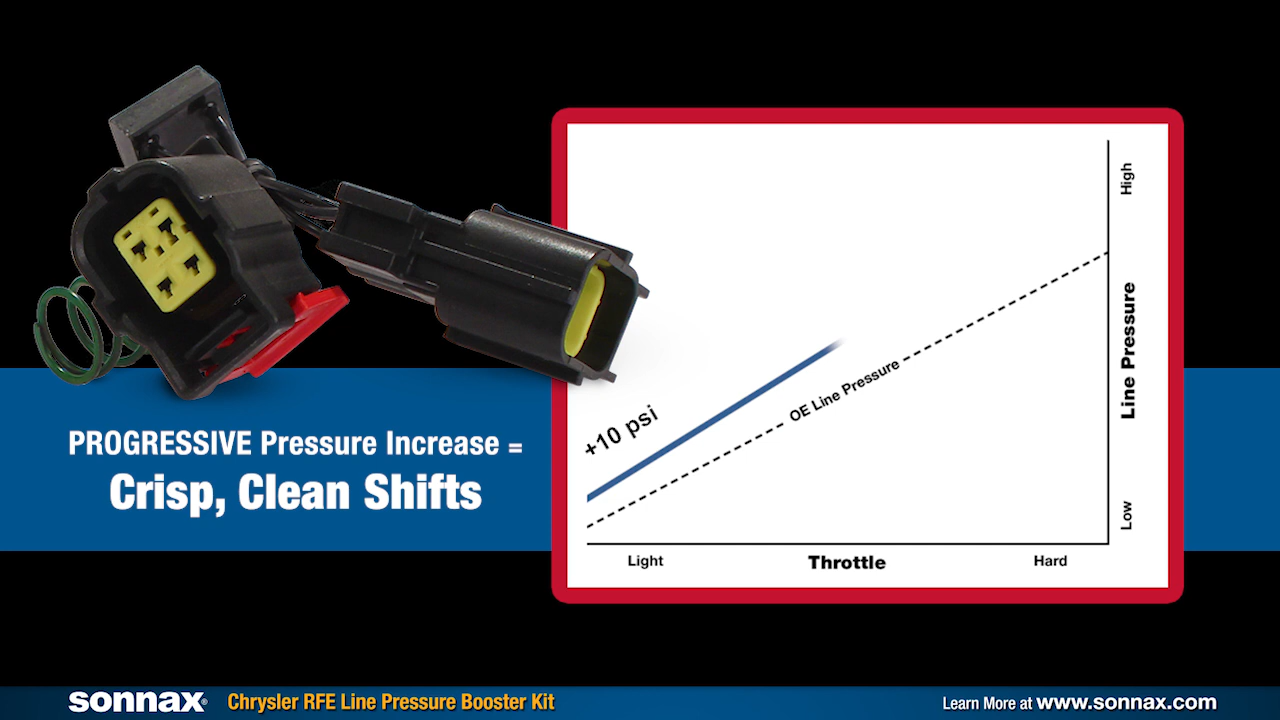 PROGRESSIVE Pressure Increase =
Crisp, Clean Shifts
+10 psi
OE Line Pressure
High
Line Pressure
Low
Light
Throttle
Hard
sonnax®
Chrysler RFE Line Pressure Booster Kit
Learn More at www.sonnax.com